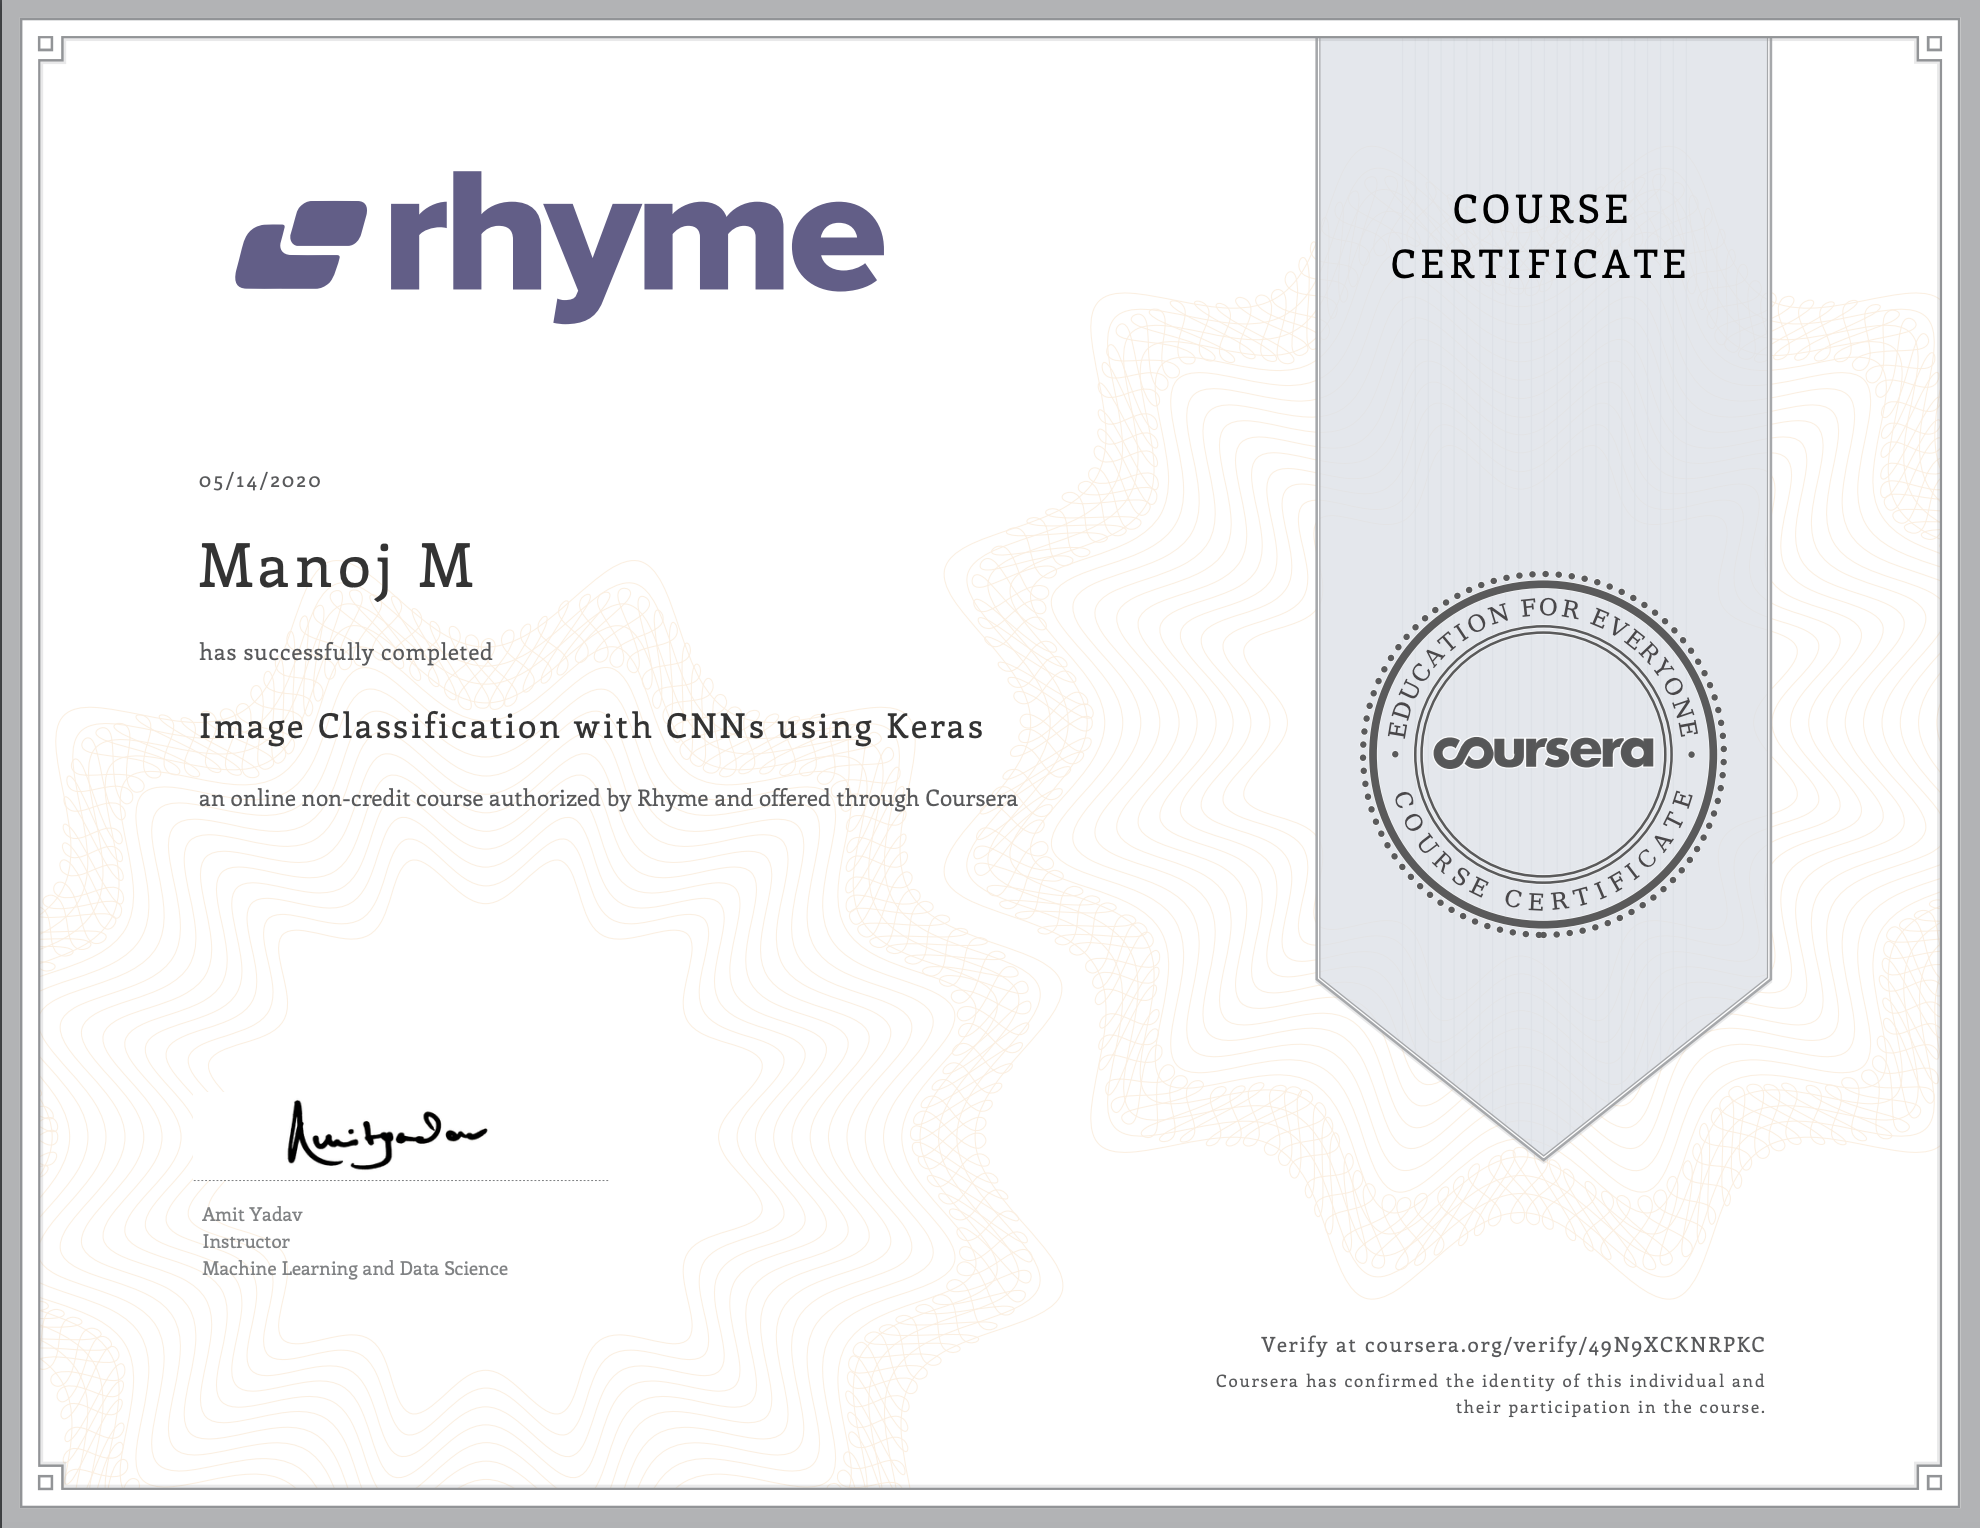 rhyme
COURSE
CERTIFICATE
05/14/2020
Manoj M
has successfully completed
Image Classification with CNNs using Keras
an online non-credit course authorized by Rhyme and offered through Coursera
EDUCATION FOR EVERYONE
coursera
COURSE CERTIFICATE
Amit Yadav
Amit Yadav
Instructor
Machine Learning and Data Science
Verify at coursera.org/verify/49N9XCKNRPKC
Coursera has confirmed the identity of this individual and
their participation in the course.